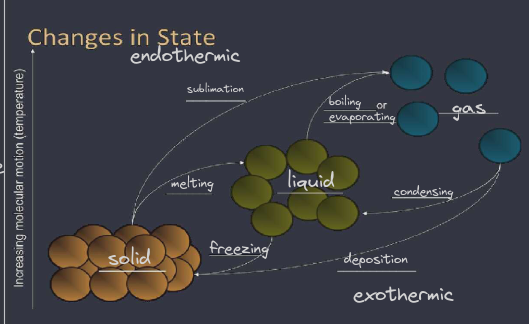 Changes in State
endothermic
sublimation
boiling or
evaporating
gas
melting
liquid
condensing
freezing
solid
deposition
exothermic
Increasing molecular motion (temperature)